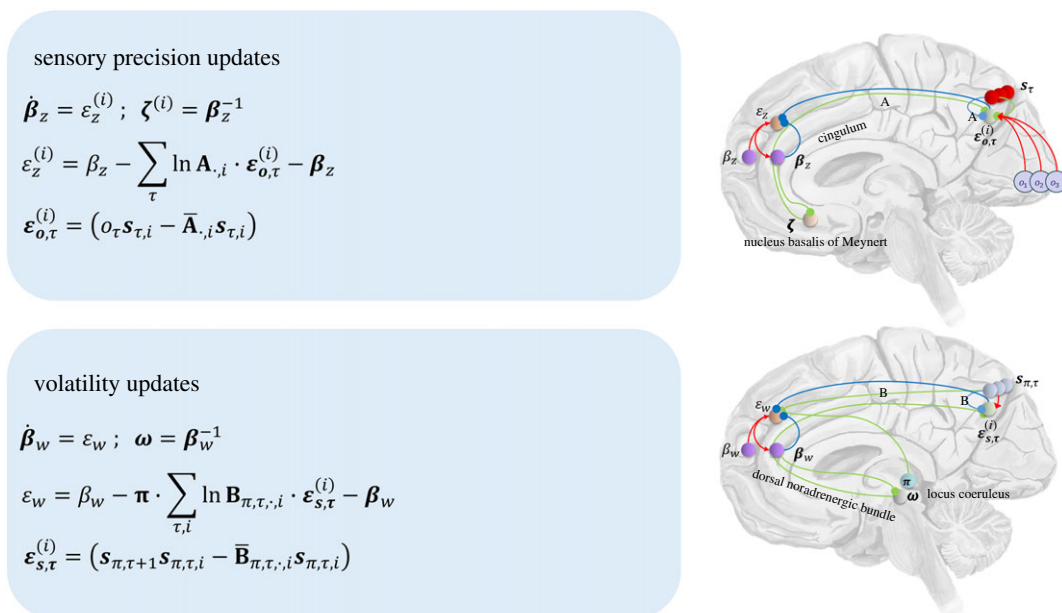 sensory precision updates
β̇_z = ε_z^(i) ; ζ^(i) = β_z^−1
ε_z^(i) = β_z − ∑_τ ln A_·,i · ε_o,τ^(i) − β_z
ε_o,τ^(i) = (o_τ s_τ,i − A̅_·,i s_τ,i)
s_τ
A
ε_z
A
cingulum
ε_o,τ^(i)
β_z
β_z
o_1 o_2 o_3
ζ
nucleus basalis of Meynert
volatility updates
β̇_w = ε_w ; ω = β_w^−1
ε_w = β_w − π · ∑_τ,i ln B_π,τ,·,i · ε_s,τ^(i) − β_w
ε_s,τ^(i) = (s_π,τ+1 s_π,τ,i − B̅_π,τ,·,i s_π,τ,i)
s_π,τ
B
ε_w
B
ε_s,τ^(i)
β_w
β_w
π
dorsal noradrenergic bundle
ω
locus coeruleus